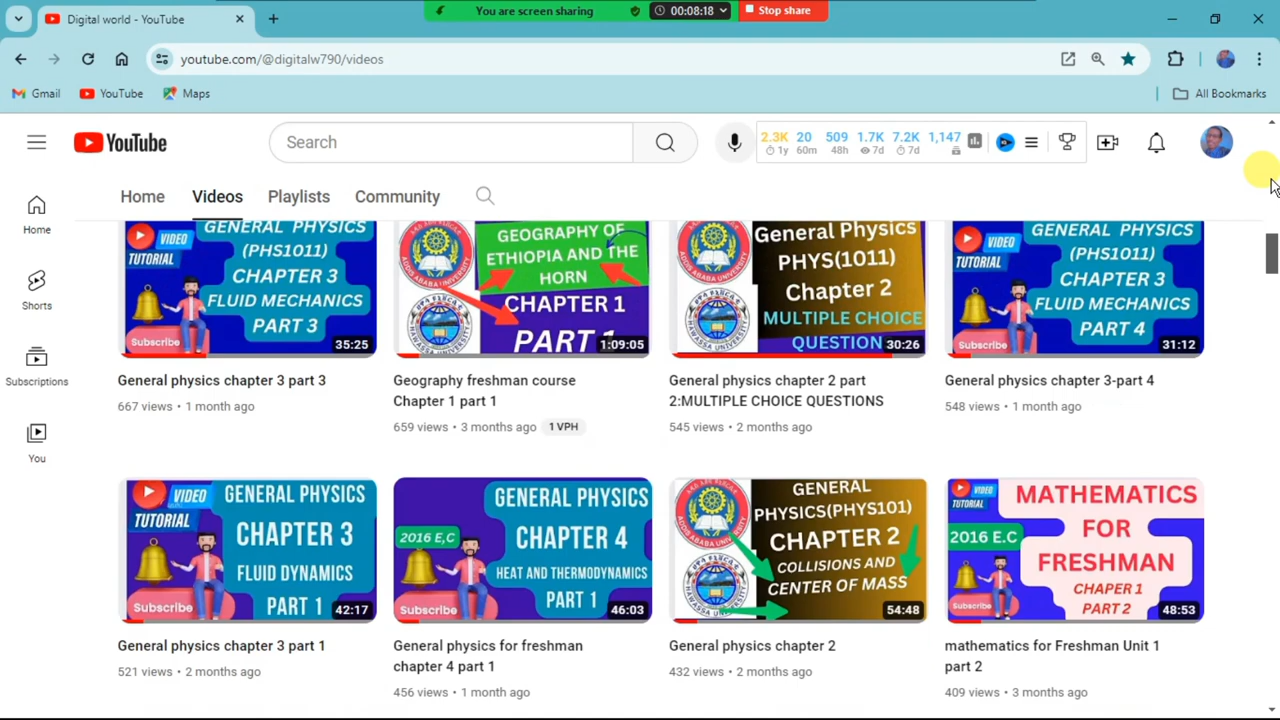 Digital world - YouTube
You are screen sharing
00:08:18
Stop share
youtube.com/@digitalw790/videos
Gmail
YouTube
Maps
All Bookmarks
YouTube
Search
2.3K 20 509 1.7K 7.2K 1,147
1y 60m 48h 7d 7d
Home
Videos
Playlists
Community
Home
Shorts
Subscriptions
You
VIDEO
TUTORIAL
GENERAL PHYSICS
(PHS1011)
CHAPTER 3
FLUID MECHANICS
PART 3
Subscribe
35:25
General physics chapter 3 part 3
667 views • 1 month ago
GEOGRAPHY OF
ETHIOPIA AND THE
HORN
CHAPTER 1
PART 1
1:09:05
Geography freshman course
Chapter 1 part 1
659 views • 3 months ago
1 VPH
General Physics
PHYS(1011)
Chapter 2
MULTIPLE CHOICE
QUESTION
30:26
General physics chapter 2 part
2:MULTIPLE CHOICE QUESTIONS
545 views • 2 months ago
VIDEO
TUTORIAL
GENERAL PHYSICS
(PHS1011)
CHAPTER 3
FLUID MECHANICS
PART 4
Subscribe
31:12
General physics chapter 3-part 4
548 views • 1 month ago
VIDEO
TUTORIAL
GENERAL PHYSICS
CHAPTER 3
FLUID DYNAMICS
PART 1
Subscribe
42:17
General physics chapter 3 part 1
521 views • 2 months ago
GENERAL PHYSICS
2016 E,C
CHAPTER 4
HEAT AND THERMODYNAMICS
PART 1
Subscribe
46:03
General physics for freshman
chapter 4 part 1
456 views • 1 month ago
GENERAL
PHYSICS(PHYS101)
CHAPTER 2
COLLISIONS AND
CENTER OF MASS
54:48
General physics chapter 2
432 views • 2 months ago
VIDEO
TUTORIAL
2016 E.C
MATHEMATICS
FOR
FRESHMAN
CHAPER 1
PART 2
Subscribe
48:53
mathematics for Freshman Unit 1
part 2
409 views • 3 months ago